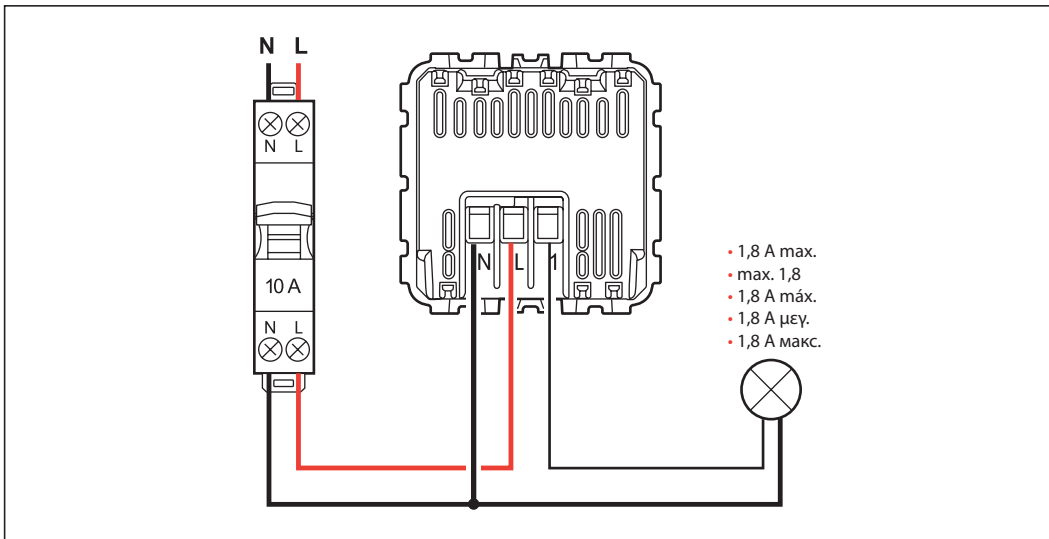 N L
N L
10 A
N L
N L 1
• 1,8 A max.
• max. 1,8
• 1,8 A máx.
• 1,8 A μεγ.
• 1,8 A макс.